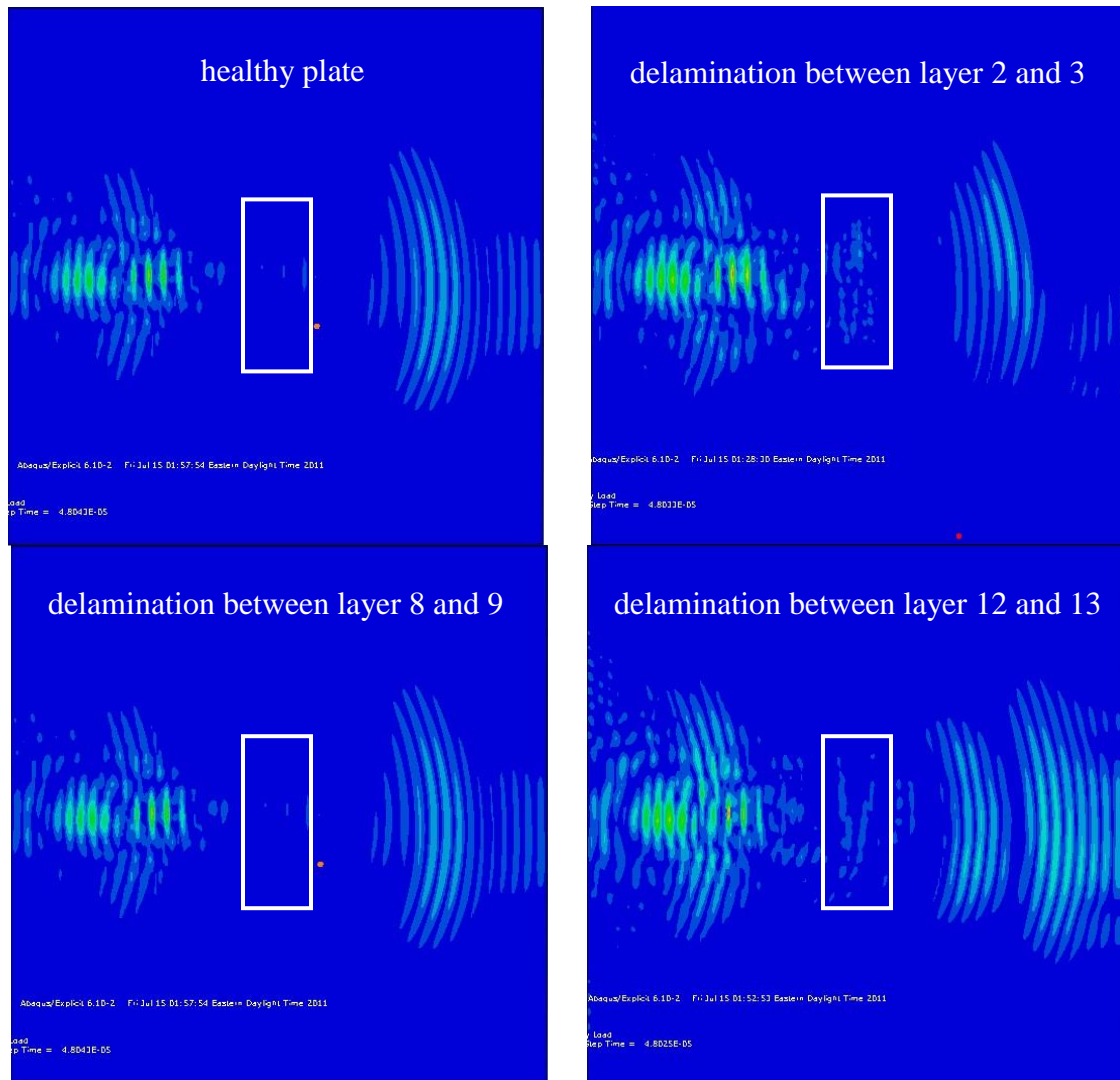 healthy plate
Abaqus/Explicit 6.10-2 Fri Jul 15 01:57:54 Eastern Daylight Time 2011
Load
ep Time = 4.8043E-05
delamination between layer 2 and 3
baqus/Explicit 6.10-2 Fri Jul 15 01:28:30 Eastern Daylight Time 2011
y Load
Step Time = 4.8033E-05
delamination between layer 8 and 9
Abaqus/Explicit 6.10-2 Fri Jul 15 01:57:54 Eastern Daylight Time 2011
oad
p Time = 4.8043E-05
delamination between layer 12 and 13
Abaqus/Explicit 6.10-2 Fri Jul 15 01:52:53 Eastern Daylight Time 2011
y Load
Step Time = 4.8025E-05